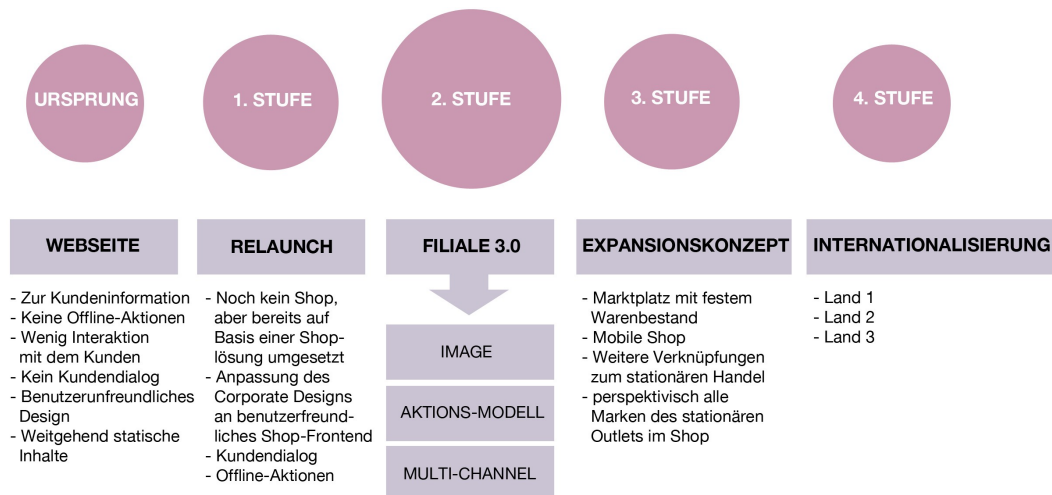 URSPRUNG
1. STUFE
2. STUFE
3. STUFE
4. STUFE
WEBSEITE
- Zur Kundeninformation
- Keine Offline-Aktionen
- Wenig Interaktion
mit dem Kunden
- Kein Kundendialog
- Benutzerunfreundliches
Design
- Weitgehend statische
Inhalte
RELAUNCH
- Noch kein Shop,
aber bereits auf
Basis einer Shop-
lösung umgesetzt
- Anpassung des
Corporate Designs
an benutzerfreund-
liches Shop-Frontend
- Kundendialog
- Offline-Aktionen
FILIALE 3.0
IMAGE
AKTIONS-MODELL
MULTI-CHANNEL
EXPANSIONSKONZEPT
- Marktplatz mit festem
Warenbestand
- Mobile Shop
- Weitere Verknüpfungen
zum stationären Handel
- perspektivisch alle
Marken des stationären
Outlets im Shop
INTERNATIONALISIERUNG
- Land 1
- Land 2
- Land 3